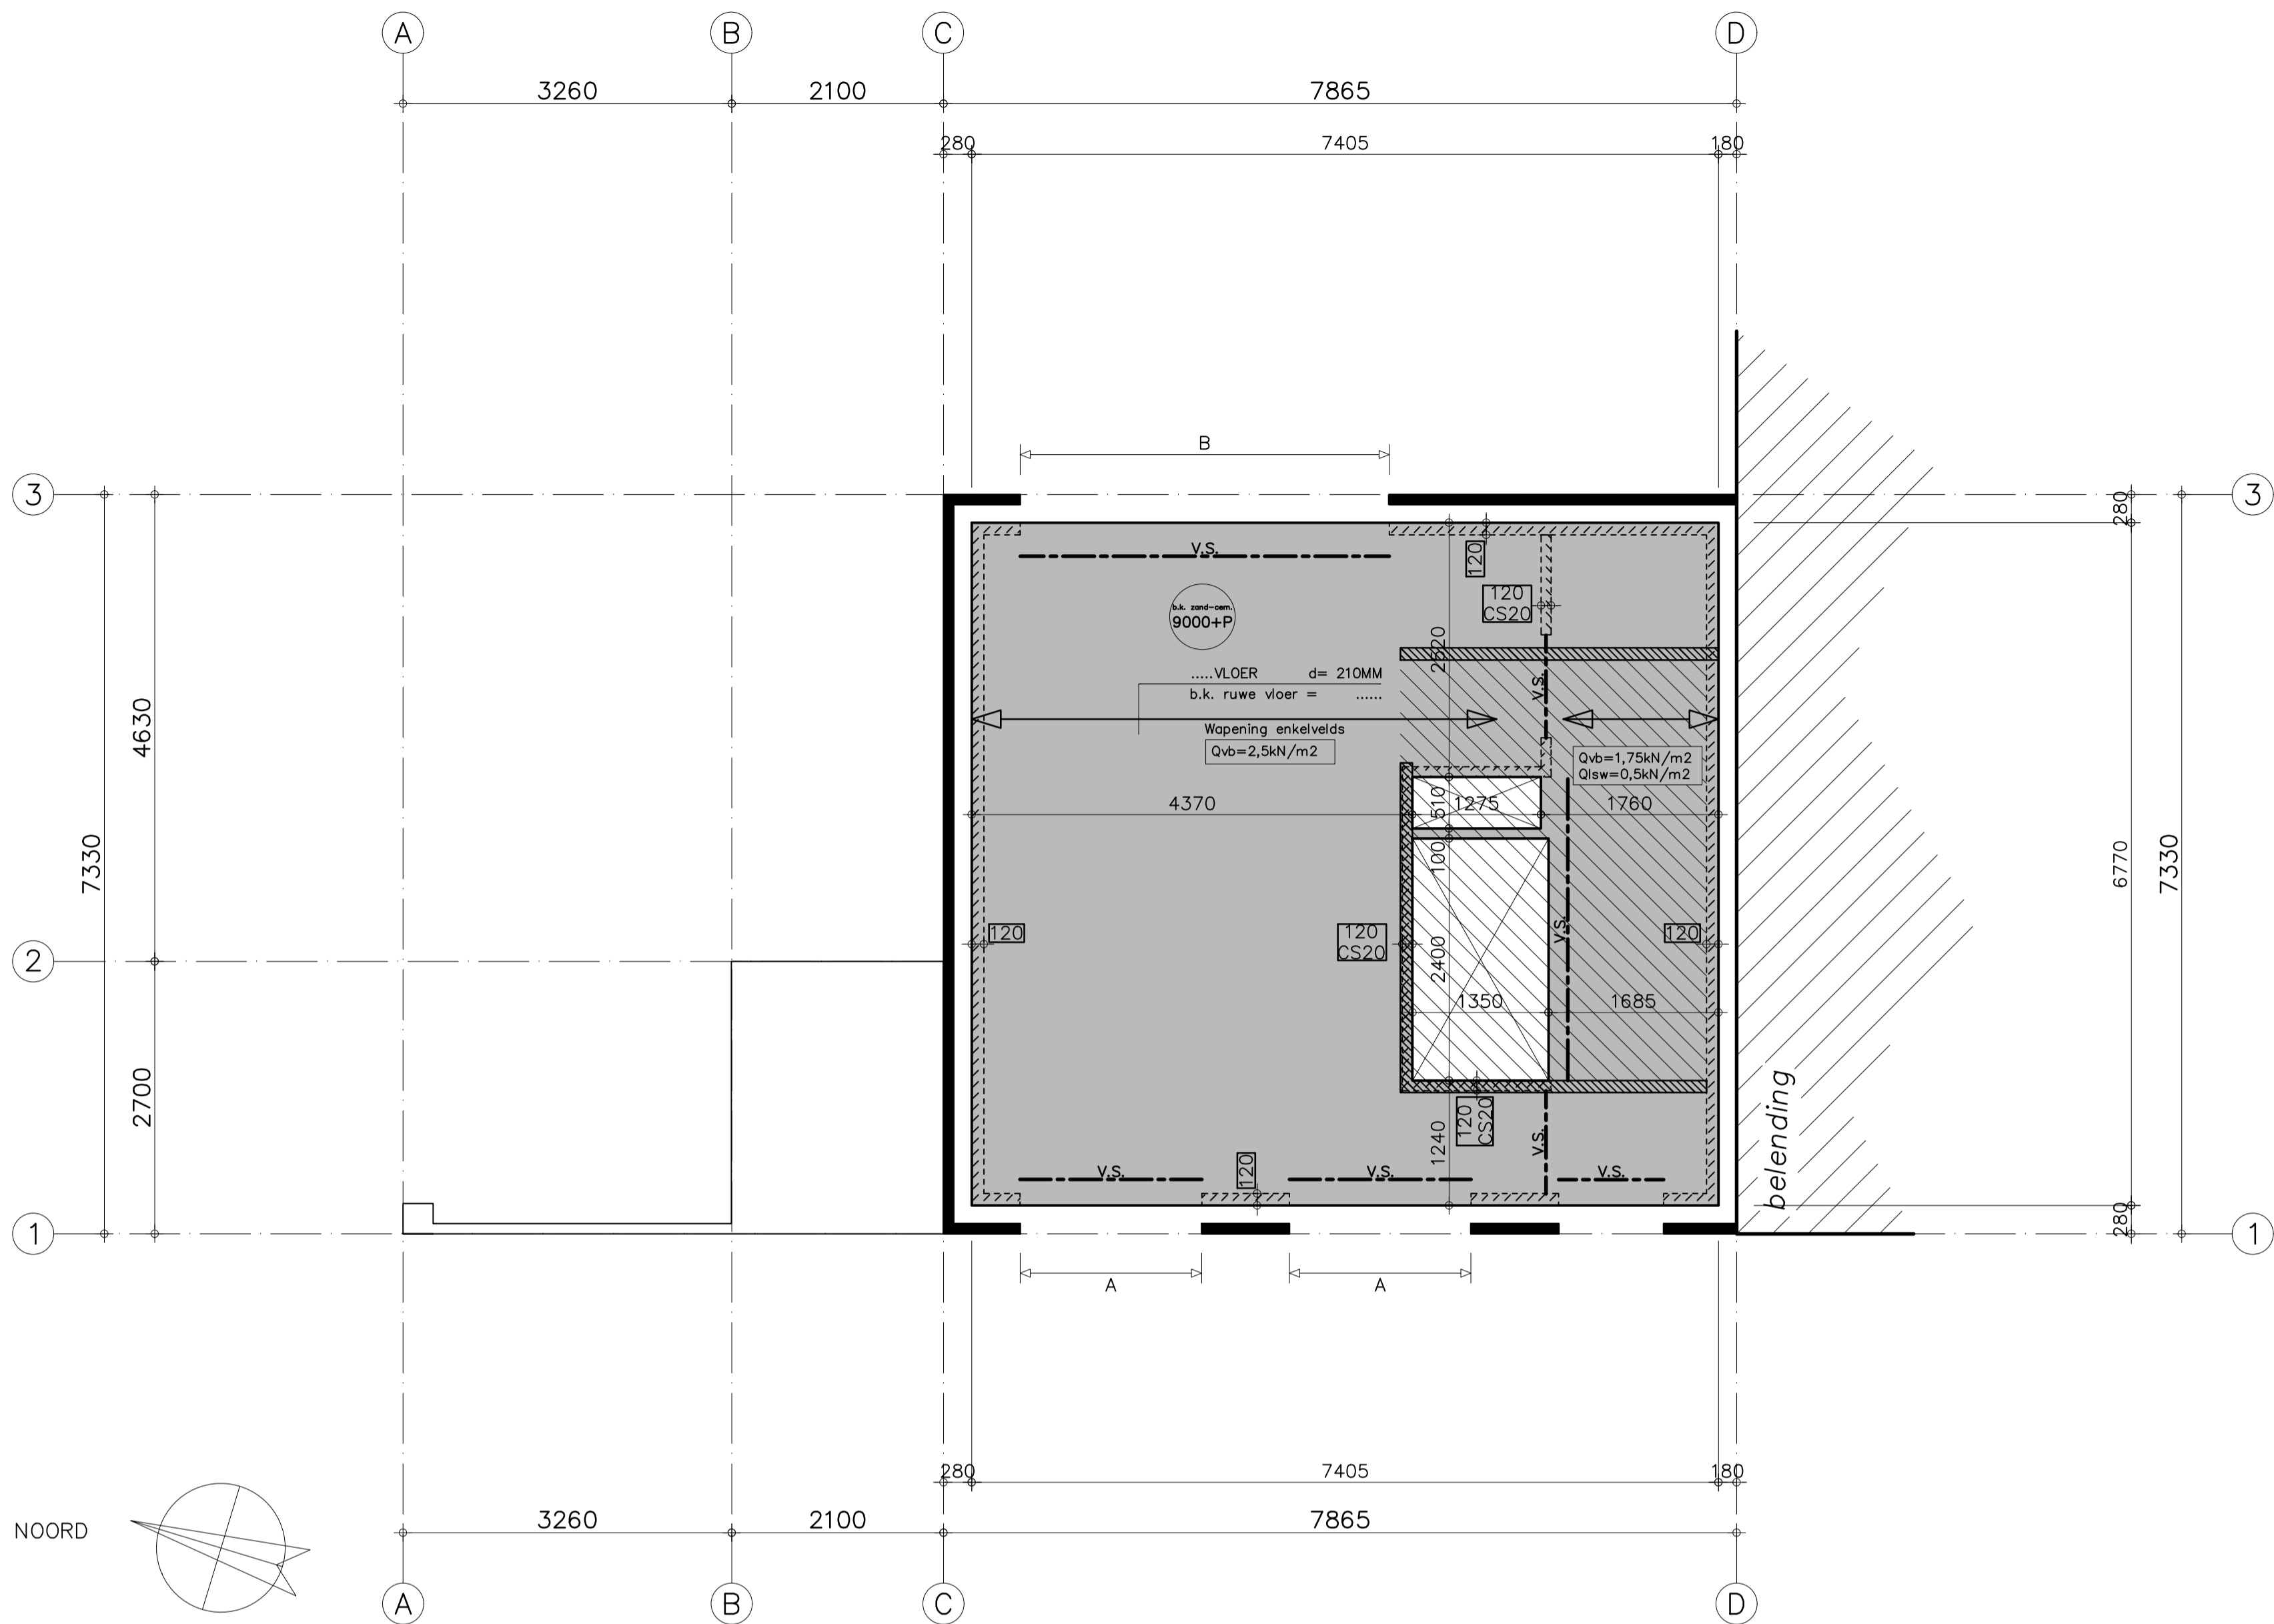 A B C D
3260 2100 7865
280 7405 180
B
3 3
280
V.S.
120
b.k. zand-cem.
9000+P
120
CS20
2520
.....VLOER d= 210MM
b.k. ruwe vloer = ......
V.S.
4630
Wapening enkelvelds
Qvb=2,5kN/m2
Qvb=1,75kN/m2
Qlsw=0,5kN/m2
4370 510 1275 1760
7330
100
6770
7330
120
120
CS20
V.S.
120
2400
2 
1350 1685
2700
120
CS20
belending
1240
V.S.
120
V.S. V.S. V.S.
280
1 1
A A
280 7405 180
NOORD
3260 2100 7865
A B C D